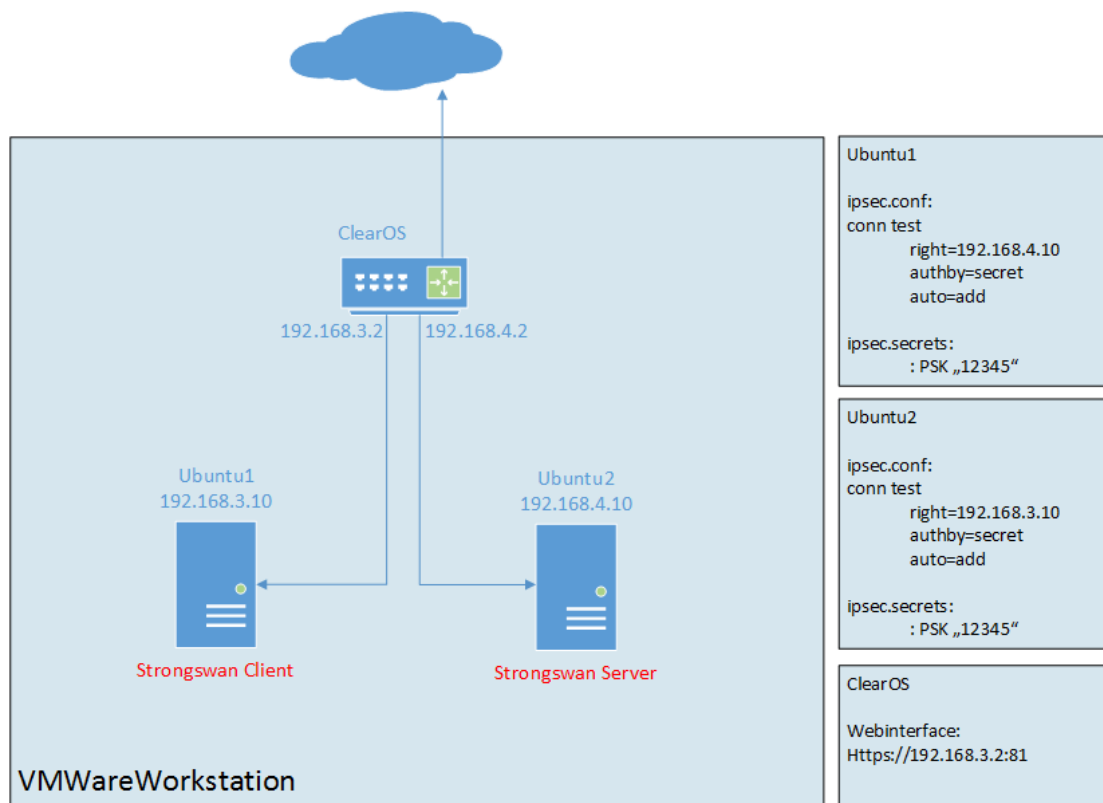 ClearOS
192.168.3.2
192.168.4.2
Ubuntu1
192.168.3.10
Ubuntu2
192.168.4.10
Strongswan Client
Strongswan Server
VMWareWorkstation
Ubuntu1
ipsec.conf:
conn test
right=192.168.4.10
authby=secret
auto=add
ipsec.secrets:
: PSK „12345“
Ubuntu2
ipsec.conf:
conn test
right=192.168.3.10
authby=secret
auto=add
ipsec.secrets:
: PSK „12345“
ClearOS
Webinterface:
Https://192.168.3.2:81